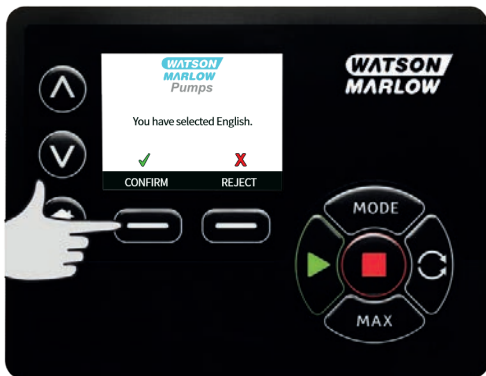 WATSON
MARLOW
Pumps
You have selected English.
CONFIRM
REJECT
WATSON
MARLOW
MODE
MAX